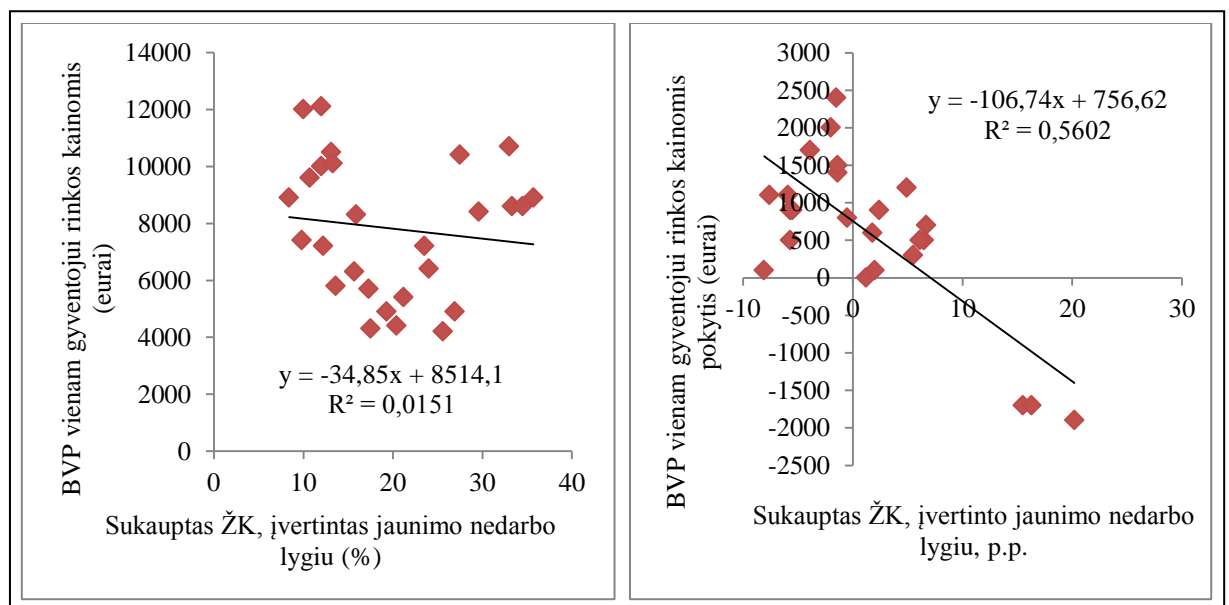 BVP vienam gyventojui rinkos kainomis
(eurai)
14000
12000
10000
8000
6000
4000
2000
0
y = -34,85x + 8514,1
R² = 0,0151
0 10 20 30 40
Sukauptas ŽK, įvertintas jaunimo nedarbo
lygiu (%)
BVP vienam gyventojui rinkos kainomis
pokytis (eurai)
3000
2500
2000
1500
1000
500
0
-500
-1000
-1500
-2000
-2500
y = -106,74x + 756,62
R² = 0,5602
-10 0 10 20 30
Sukauptas ŽK, įvertinto jaunimo nedarbo
lygiu, p.p.